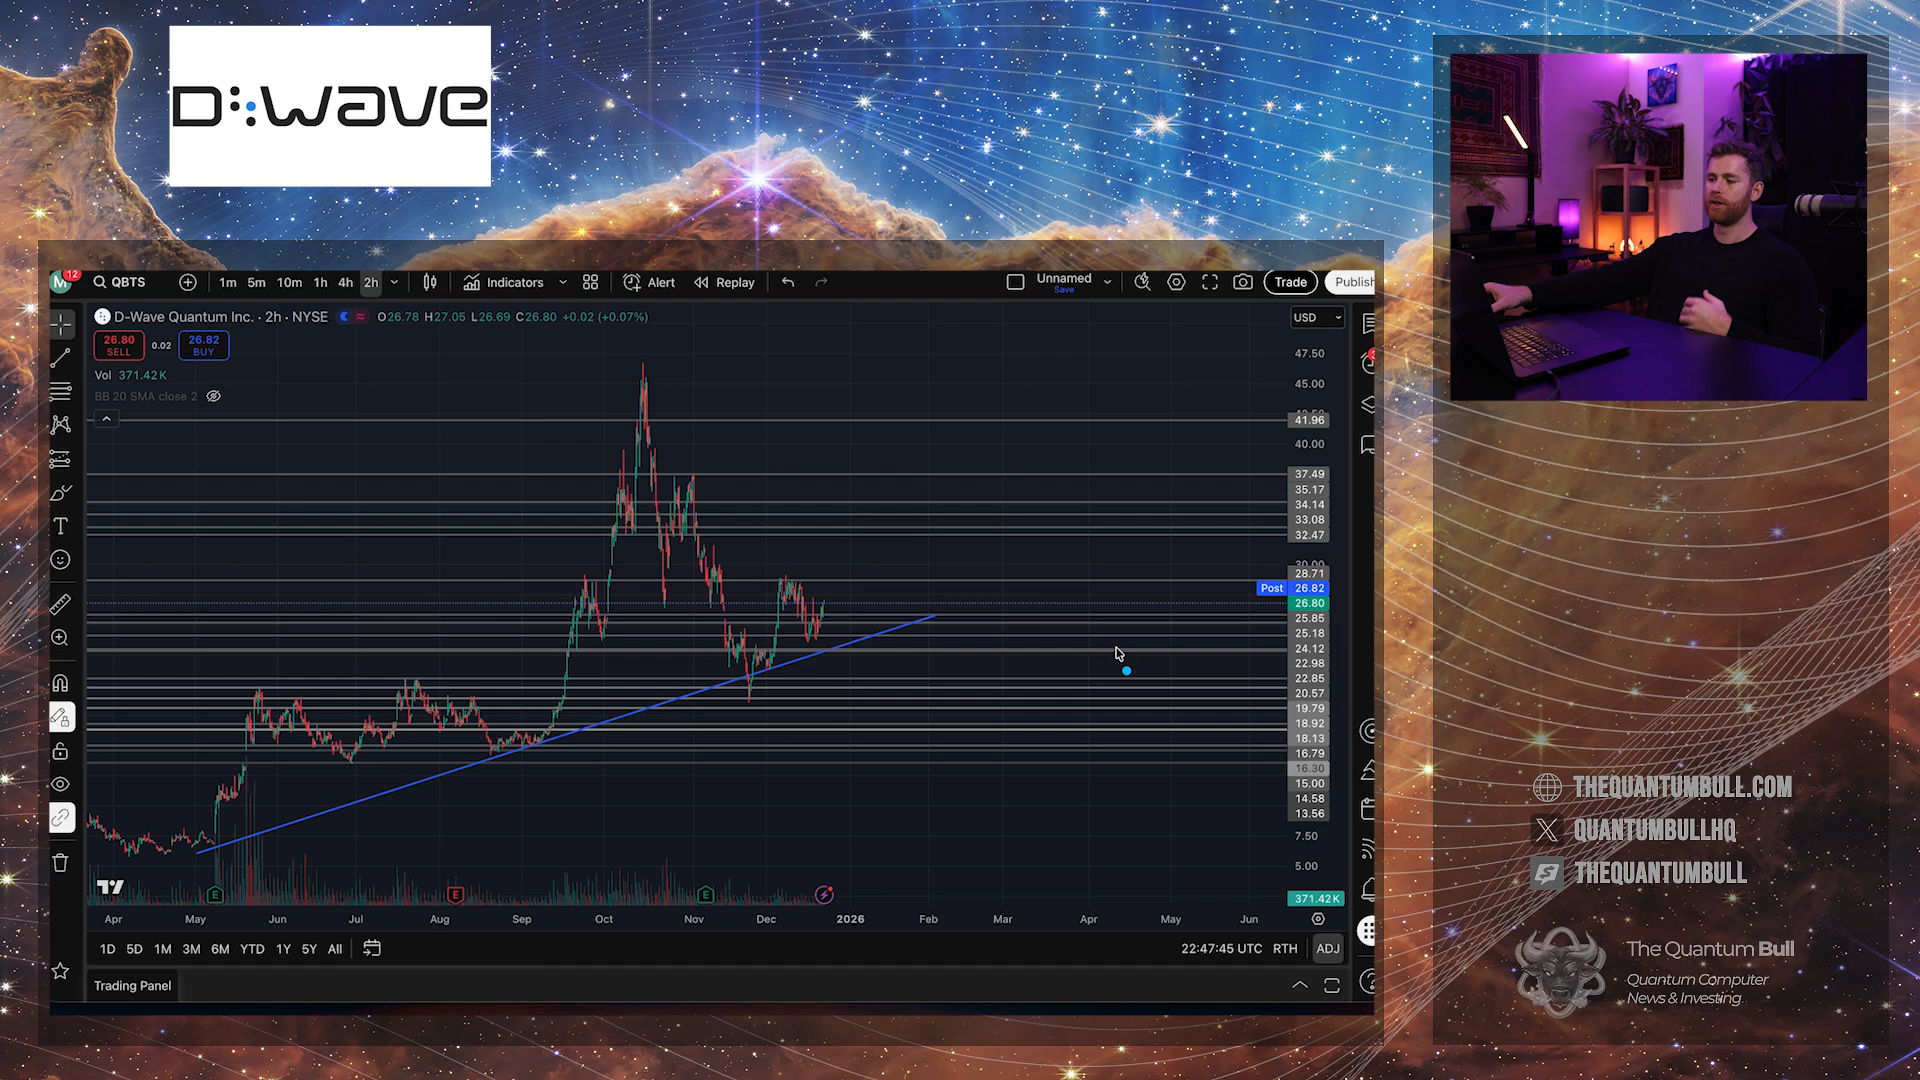 D:Wave
M
12
QBTS
1m 5m 10m 1h 4h 2h
Indicators
Alert
Replay
Unnamed
Save
Trade
Publish
D-Wave Quantum Inc. · 2h · NYSE
O26.78 H27.05 L26.69 C26.80 +0.02 (+0.07%)
USD
26.80
SELL
0.02
26.82
BUY
Vol 371.42K
BB 20 SMA close 2
47.50
45.00
41.96
40.00
37.49
35.17
34.14
33.08
32.47
30.00
28.71
Post 26.82
26.80
25.85
25.18
24.12
22.98
22.85
20.57
19.79
18.92
18.13
16.79
16.30
15.00
14.58
13.56
7.50
5.00
371.42K
E
E
E
Apr May Jun Jul Aug Sep Oct Nov Dec 2026 Feb Mar Apr May Jun
1D 5D 1M 3M 6M YTD 1Y 5Y All
22:47:45 UTC RTH ADJ
Trading Panel
THEQUANTUMBULL.COM
QUANTUMBULLHQ
THEQUANTUMBULL
The Quantum Bull
Quantum Computer
News & Investing